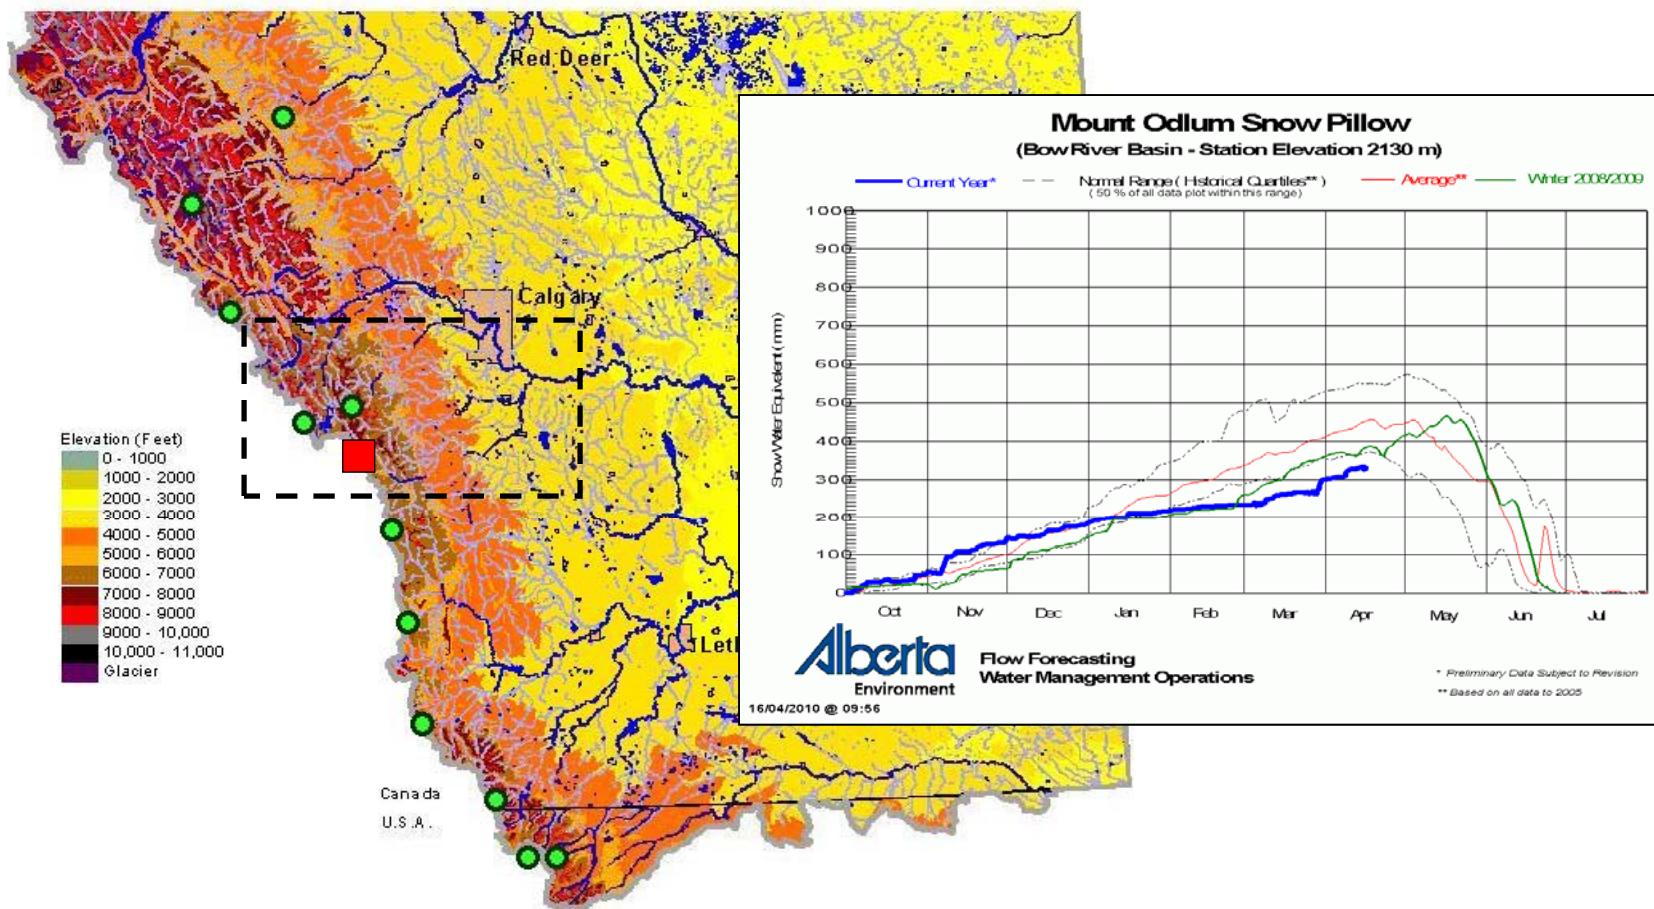 Red Deer
Calgary
Elevation (Feet)
0 - 1000
1000 - 2000
2000 - 3000
3000 - 4000
4000 - 5000
5000 - 6000
6000 - 7000
7000 - 8000
8000 - 9000
9000 - 10,000
10,000 - 11,000
Glacier
Leth
Canada
U.S.A.
Mount Odlum Snow Pillow
(Bow River Basin - Station Elevation 2130 m)
Current Year*
Normal Range ( Historical Quartiles** )
( 50 % of all data plot within this range)
Average**
Winter 2008/2009
Snow Water Equivalent (mm)
1000
900
800
700
600
500
400
300
200
100
0
Oct Nov Dec Jan Feb Mar Apr May Jun Jul
Alberta
Environment
Flow Forecasting
Water Management Operations
* Preliminary Data Subject to Revision
** Based on all data to 2005
16/04/2010 @ 09:56